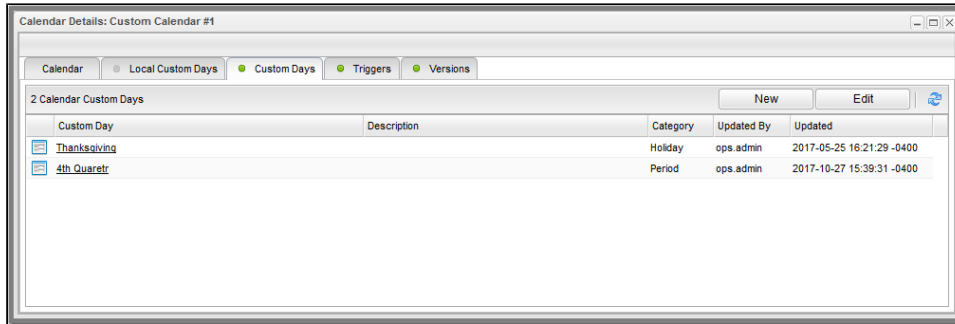 Calendar Details: Custom Calendar #1
Calendar Local Custom Days Custom Days Triggers Versions
2 Calendar Custom Days New Edit
Custom Day Description Category Updated By Updated
Thanksgiving Holiday ops.admin 2017-05-25 16:21:29 -0400
4th Quaretr Period ops.admin 2017-10-27 15:39:31 -0400